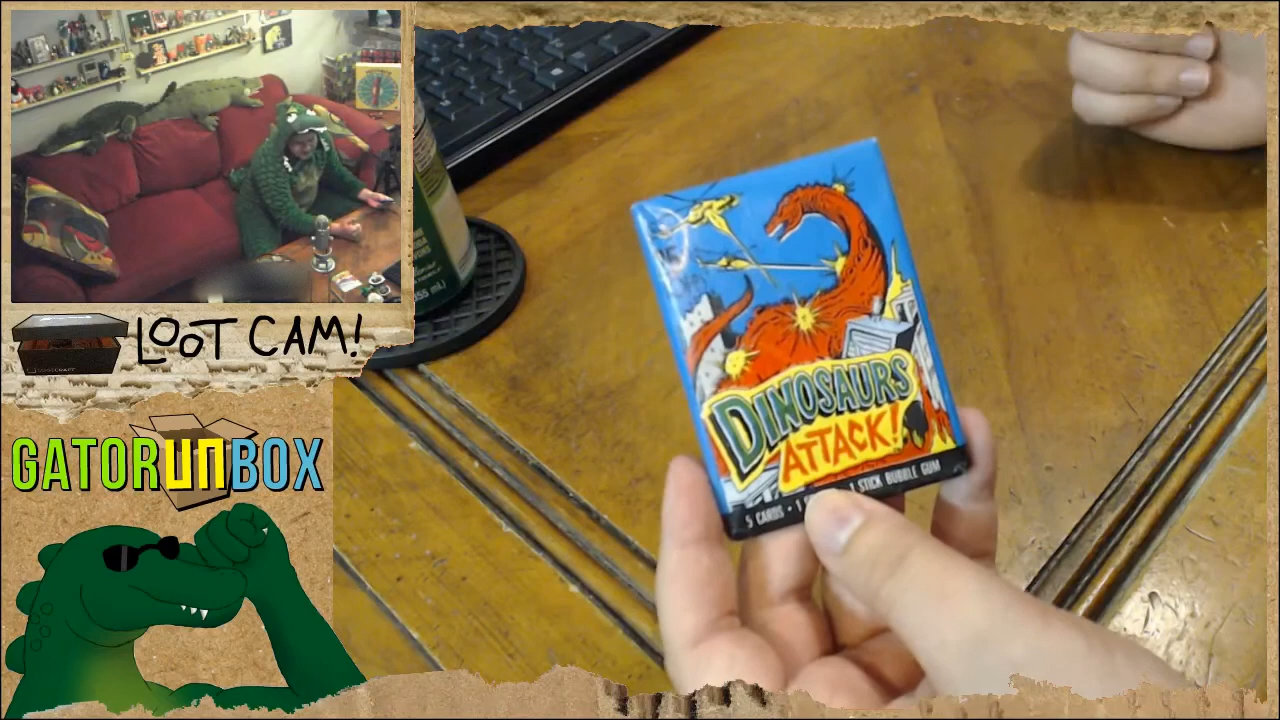 LOOT CAM!
GATORUNBOX
DINOSAURS
ATTACK!
5 CARDS • 1 STICK BUBBLE GUM